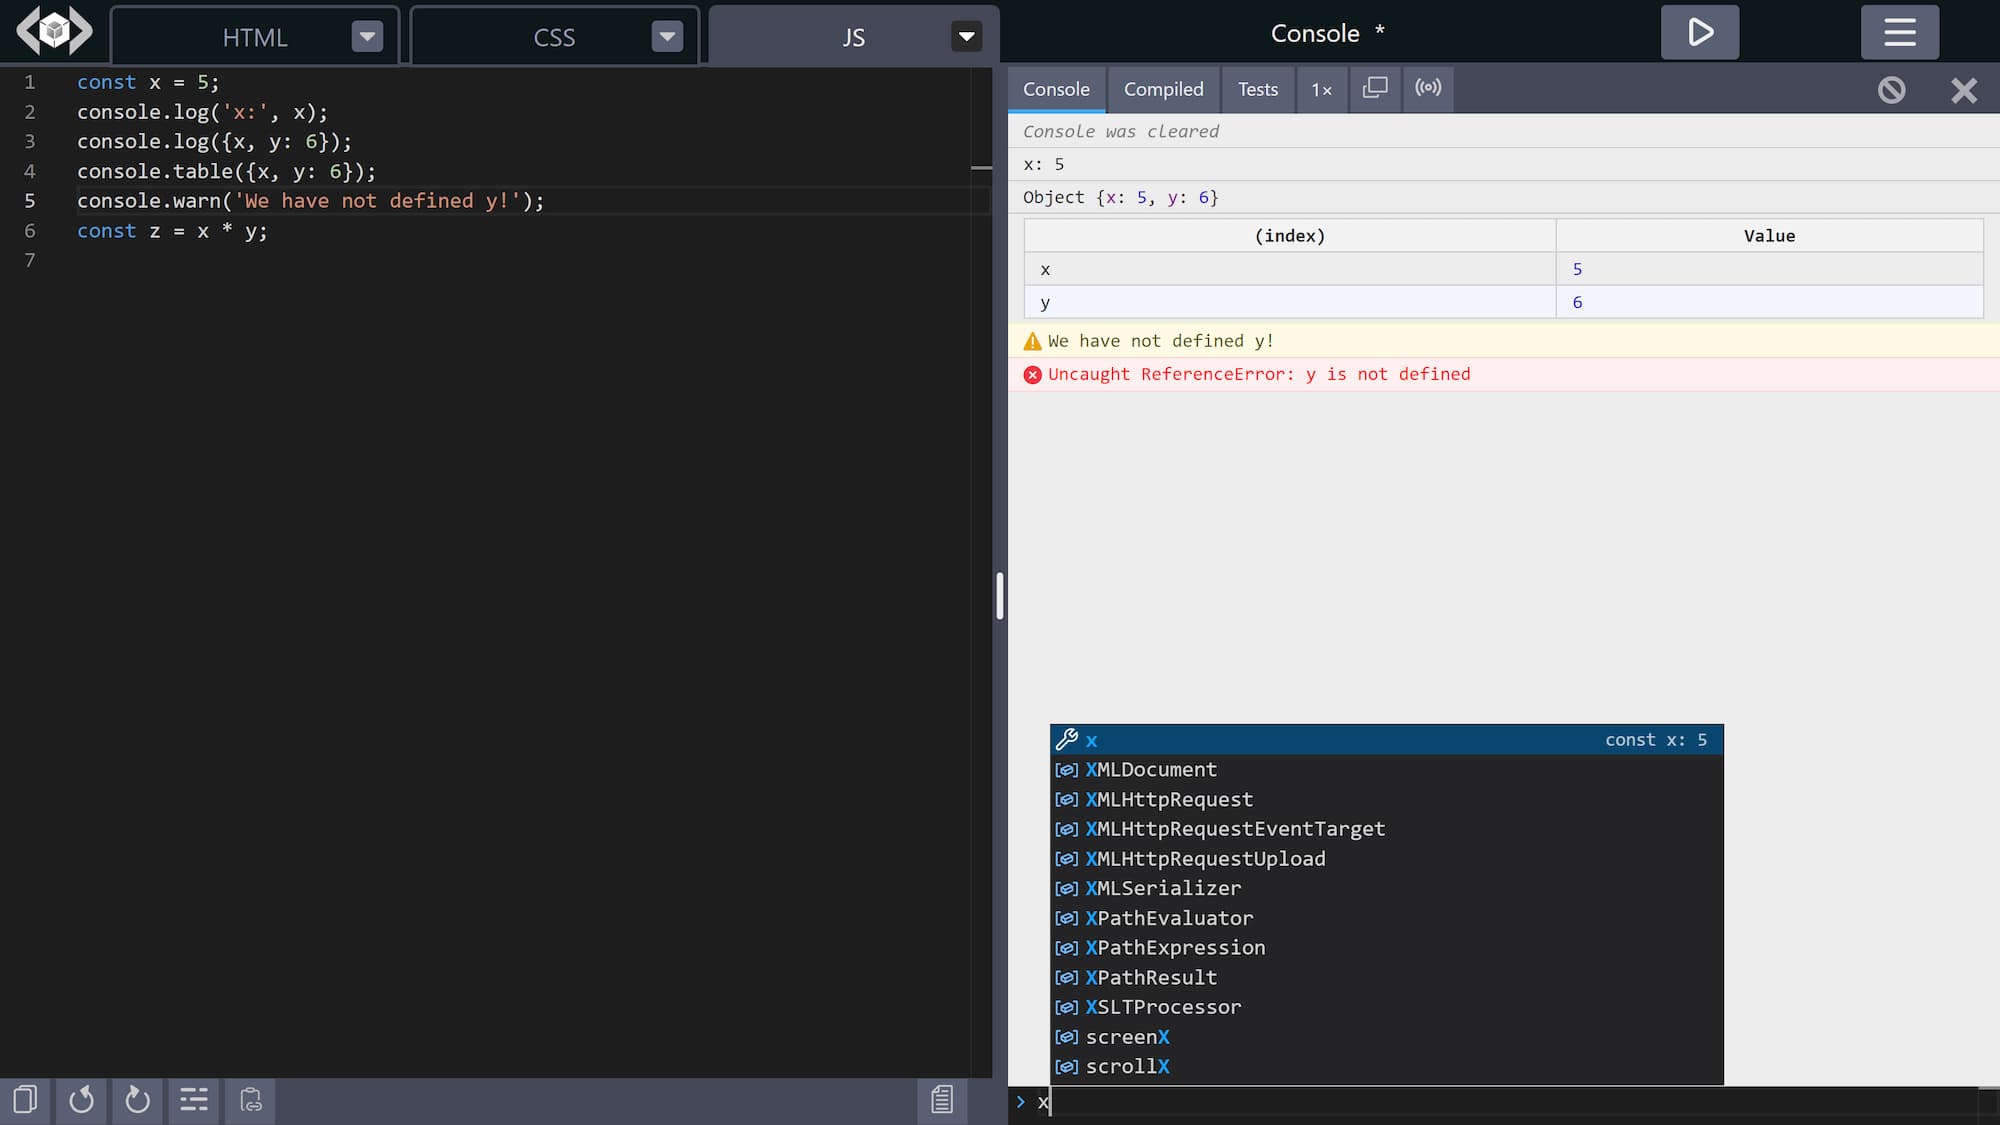 HTML
CSS
JS
Console *
1 const x = 5;
2 console.log('x:', x);
3 console.log({x, y: 6});
4 console.table({x, y: 6});
5 console.warn('We have not defined y!');
6 const z = x * y;
7
Console
Compiled
Tests
1×
Console was cleared
x: 5
Object {x: 5, y: 6}
(index) Value
x 5
y 6
We have not defined y!
Uncaught ReferenceError: y is not defined
x const x: 5
XMLDocument
XMLHttpRequest
XMLHttpRequestEventTarget
XMLHttpRequestUpload
XMLSerializer
XPathEvaluator
XPathExpression
XPathResult
XSLTProcessor
screenX
scrollX
> x